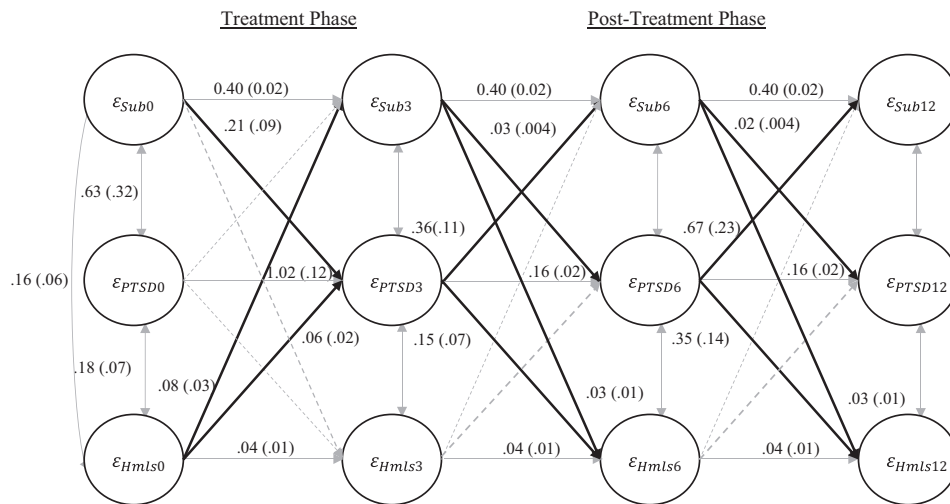 Treatment Phase
Post-Treatment Phase
εSub0
0.40 (0.02)
εSub3
0.40 (0.02)
εSub6
0.40 (0.02)
εSub12
.21 (.09)
.03 (.004)
.02 (.004)
.63 (.32)
.36(.11)
.67 (.23)
.16 (.06)
εPTSD0
1.02 (.12)
εPTSD3
.16 (.02)
εPTSD6
.16 (.02)
εPTSD12
.18 (.07)
.06 (.02)
.15 (.07)
.35 (.14)
.08 (.03)
.03 (.01)
.03 (.01)
εHmls0
.04 (.01)
εHmls3
.04 (.01)
εHmls6
.04 (.01)
εHmls12